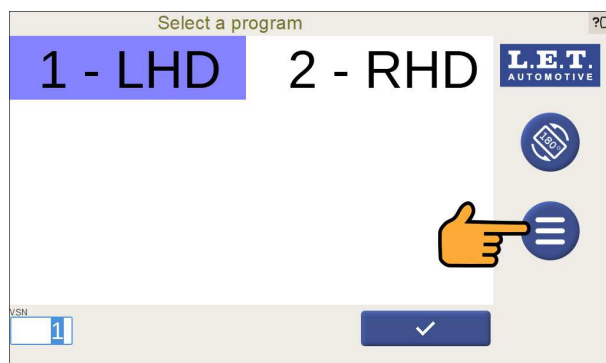 Select a program
?
1 - LHD 2 - RHD
L.E.T.
AUTOMOTIVE
180°
VSN
1